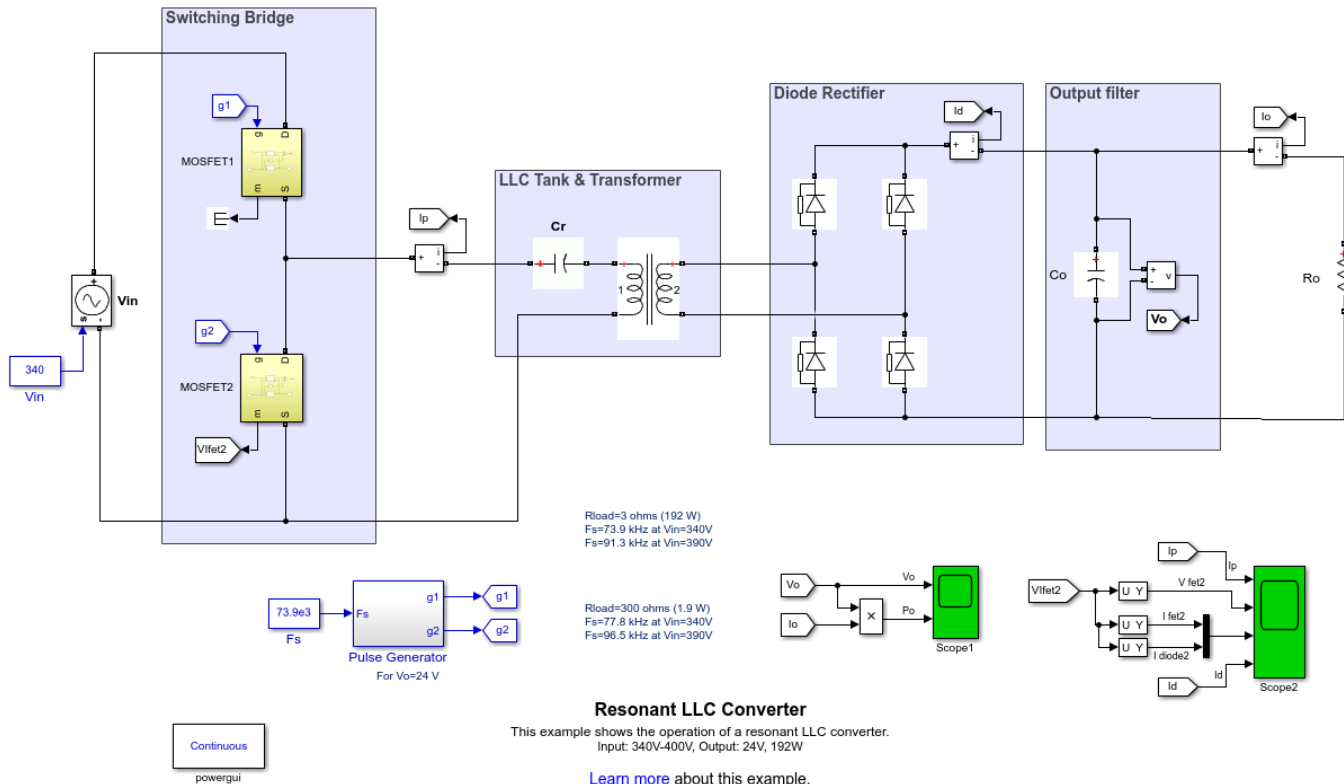 Switching Bridge
g1
g
D
MOSFET1
m
S
g2
g
D
MOSFET2
m
S
VIfet2
+
s
-
Vin
340
Vin
Ip
+
i
-
LLC Tank & Transformer
Cr
+
+
1
+
2
Diode Rectifier
Id
+
i
-
Output filter
+
Co
+
-
v
Vo
Io
+
i
-
+
Ro
Rload=3 ohms (192 W)
Fs=73.9 kHz at Vin=340V
Fs=91.3 kHz at Vin=390V
Rload=300 ohms (1.9 W)
Fs=77.8 kHz at Vin=340V
Fs=96.5 kHz at Vin=390V
73.9e3
Fs
Fs
g1
g2
g1
g2
Pulse Generator
For Vo=24 V
Vo
Vo
Io
×
Po
Scope1
Ip
Ip
VIfet2
U Y
V fet2
U Y
I fet2
U Y
I diode2
Id
Id
Scope2
Continuous
powergui
Resonant LLC Converter
This example shows the operation of a resonant LLC converter.
Input: 340V-400V, Output: 24V, 192W
Learn more about this example.